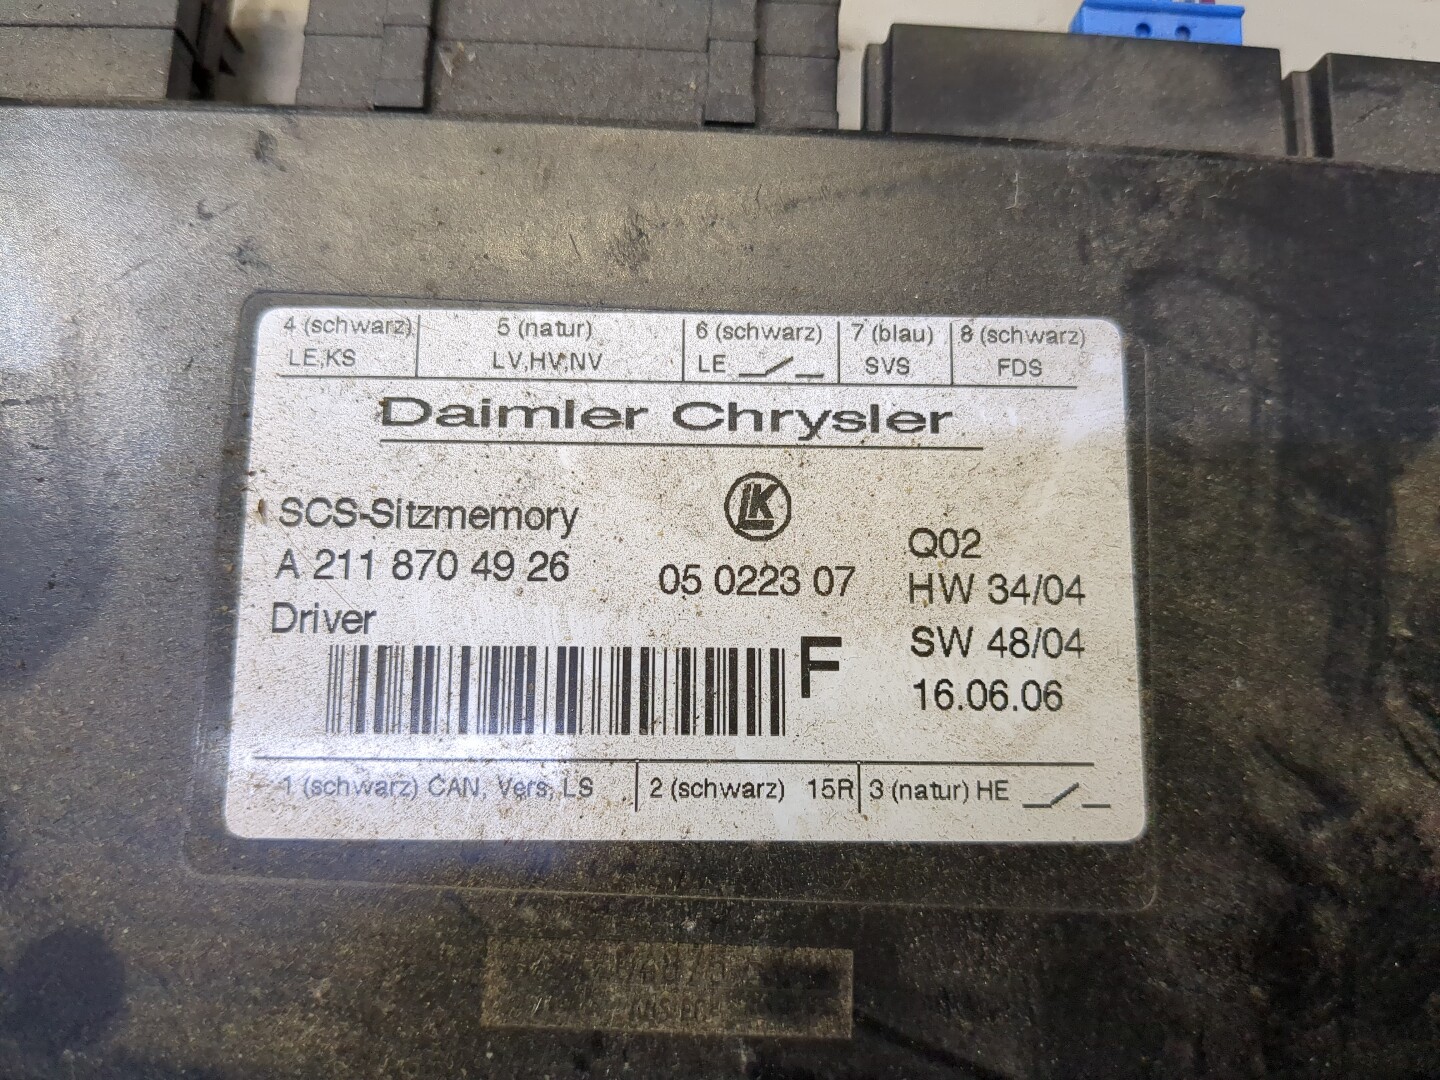 4 (schwarz) 5 (natur) 6 (schwarz) 7 (blau) 8 (schwarz)
LE,KS LV,HV,NV LE SVS FDS
Daimler Chrysler
LK
SCS-Sitzmemory
A 211 870 49 26 05 0223 07
Driver
F
Q02
HW 34/04
SW 48/04
16.06.06
1 (schwarz) CAN, Vers, LS 2 (schwarz) 15R 3 (natur) HE